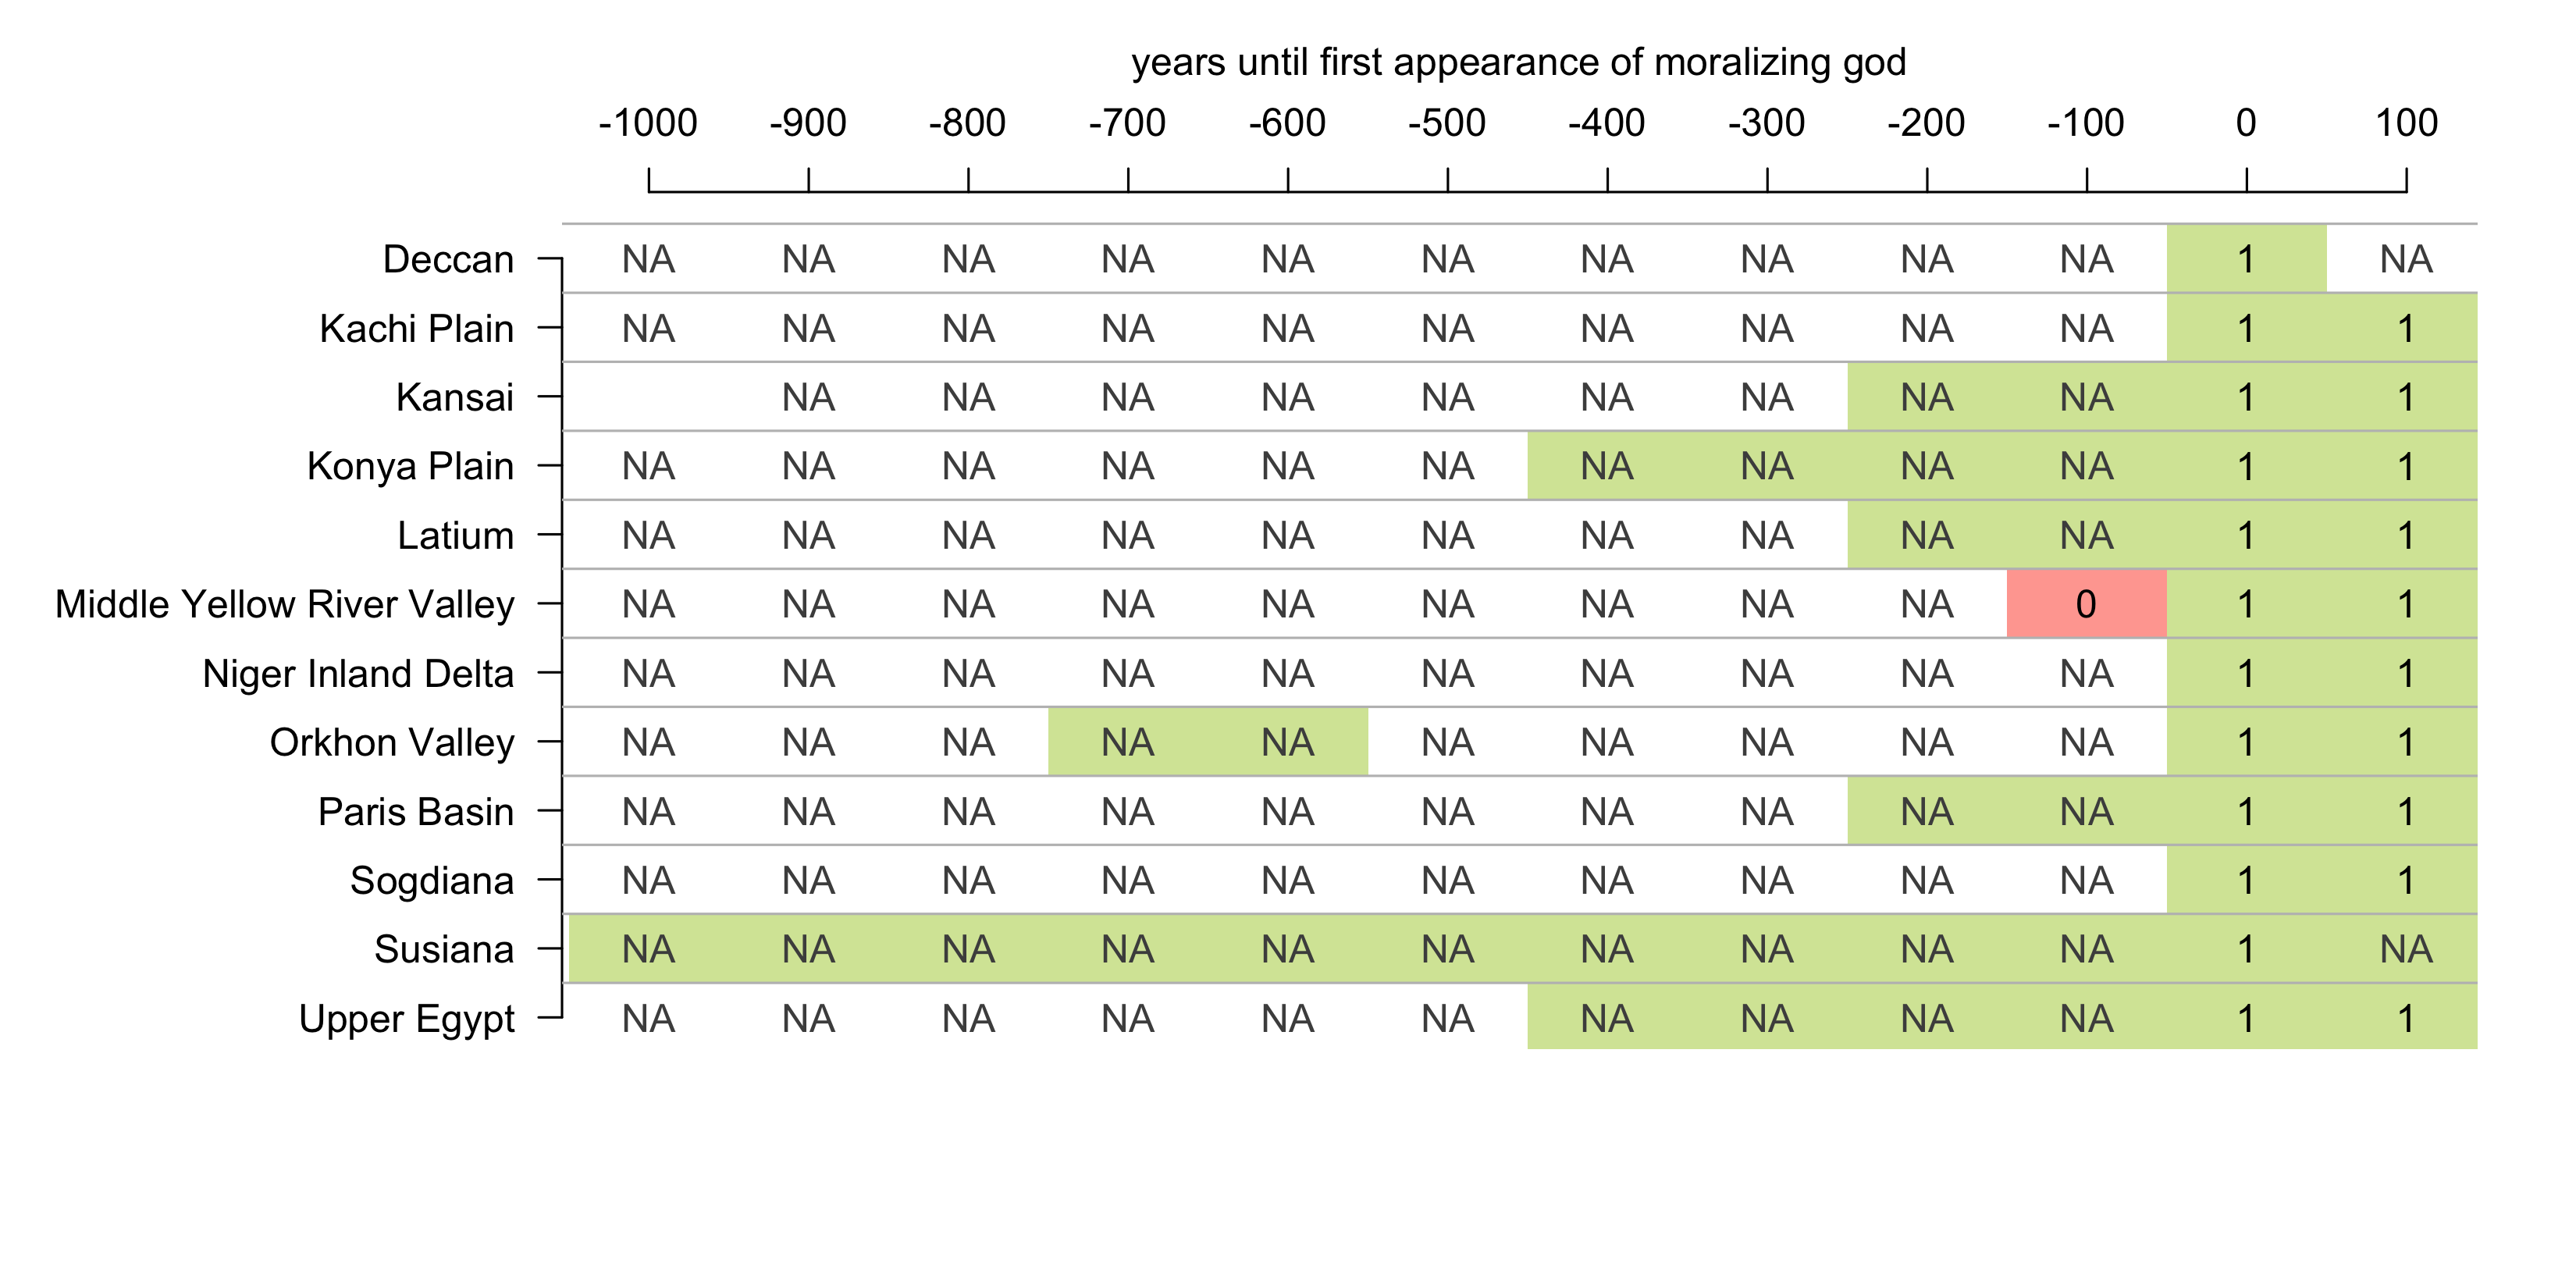 years until first appearance of moralizing god
-1000 -900 -800 -700 -600 -500 -400 -300 -200 -100 0 100
Deccan NA NA NA NA NA NA NA NA NA NA 1 NA
Kachi Plain NA NA NA NA NA NA NA NA NA NA 1 1
Kansai NA NA NA NA NA NA NA NA NA 1 1
Konya Plain NA NA NA NA NA NA NA NA NA NA 1 1
Latium NA NA NA NA NA NA NA NA NA NA 1 1
Middle Yellow River Valley NA NA NA NA NA NA NA NA NA 0 1 1
Niger Inland Delta NA NA NA NA NA NA NA NA NA NA 1 1
Orkhon Valley NA NA NA NA NA NA NA NA NA NA 1 1
Paris Basin NA NA NA NA NA NA NA NA NA NA 1 1
Sogdiana NA NA NA NA NA NA NA NA NA NA 1 1
Susiana NA NA NA NA NA NA NA NA NA NA 1 NA
Upper Egypt NA NA NA NA NA NA NA NA NA NA 1 1